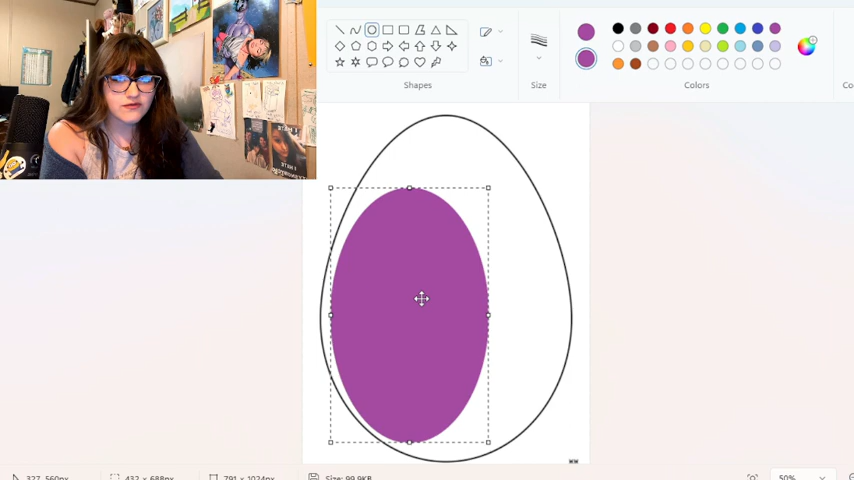 Shapes
Size
Colors
Co
327, 560px
432 × 688px
791 × 1024px
Size: 99.9KB
50%